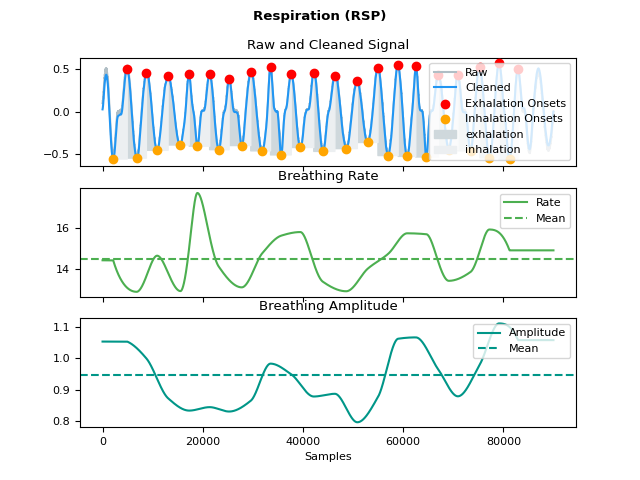 Respiration (RSP)
Raw and Cleaned Signal
0.5
0.0
−0.5
Raw
Cleaned
Exhalation Onsets
Inhalation Onsets
exhalation
inhalation
Breathing Rate
16
14
Rate
Mean
Breathing Amplitude
1.1
1.0
0.9
0.8
Amplitude
Mean
0
20000
40000
60000
80000
Samples